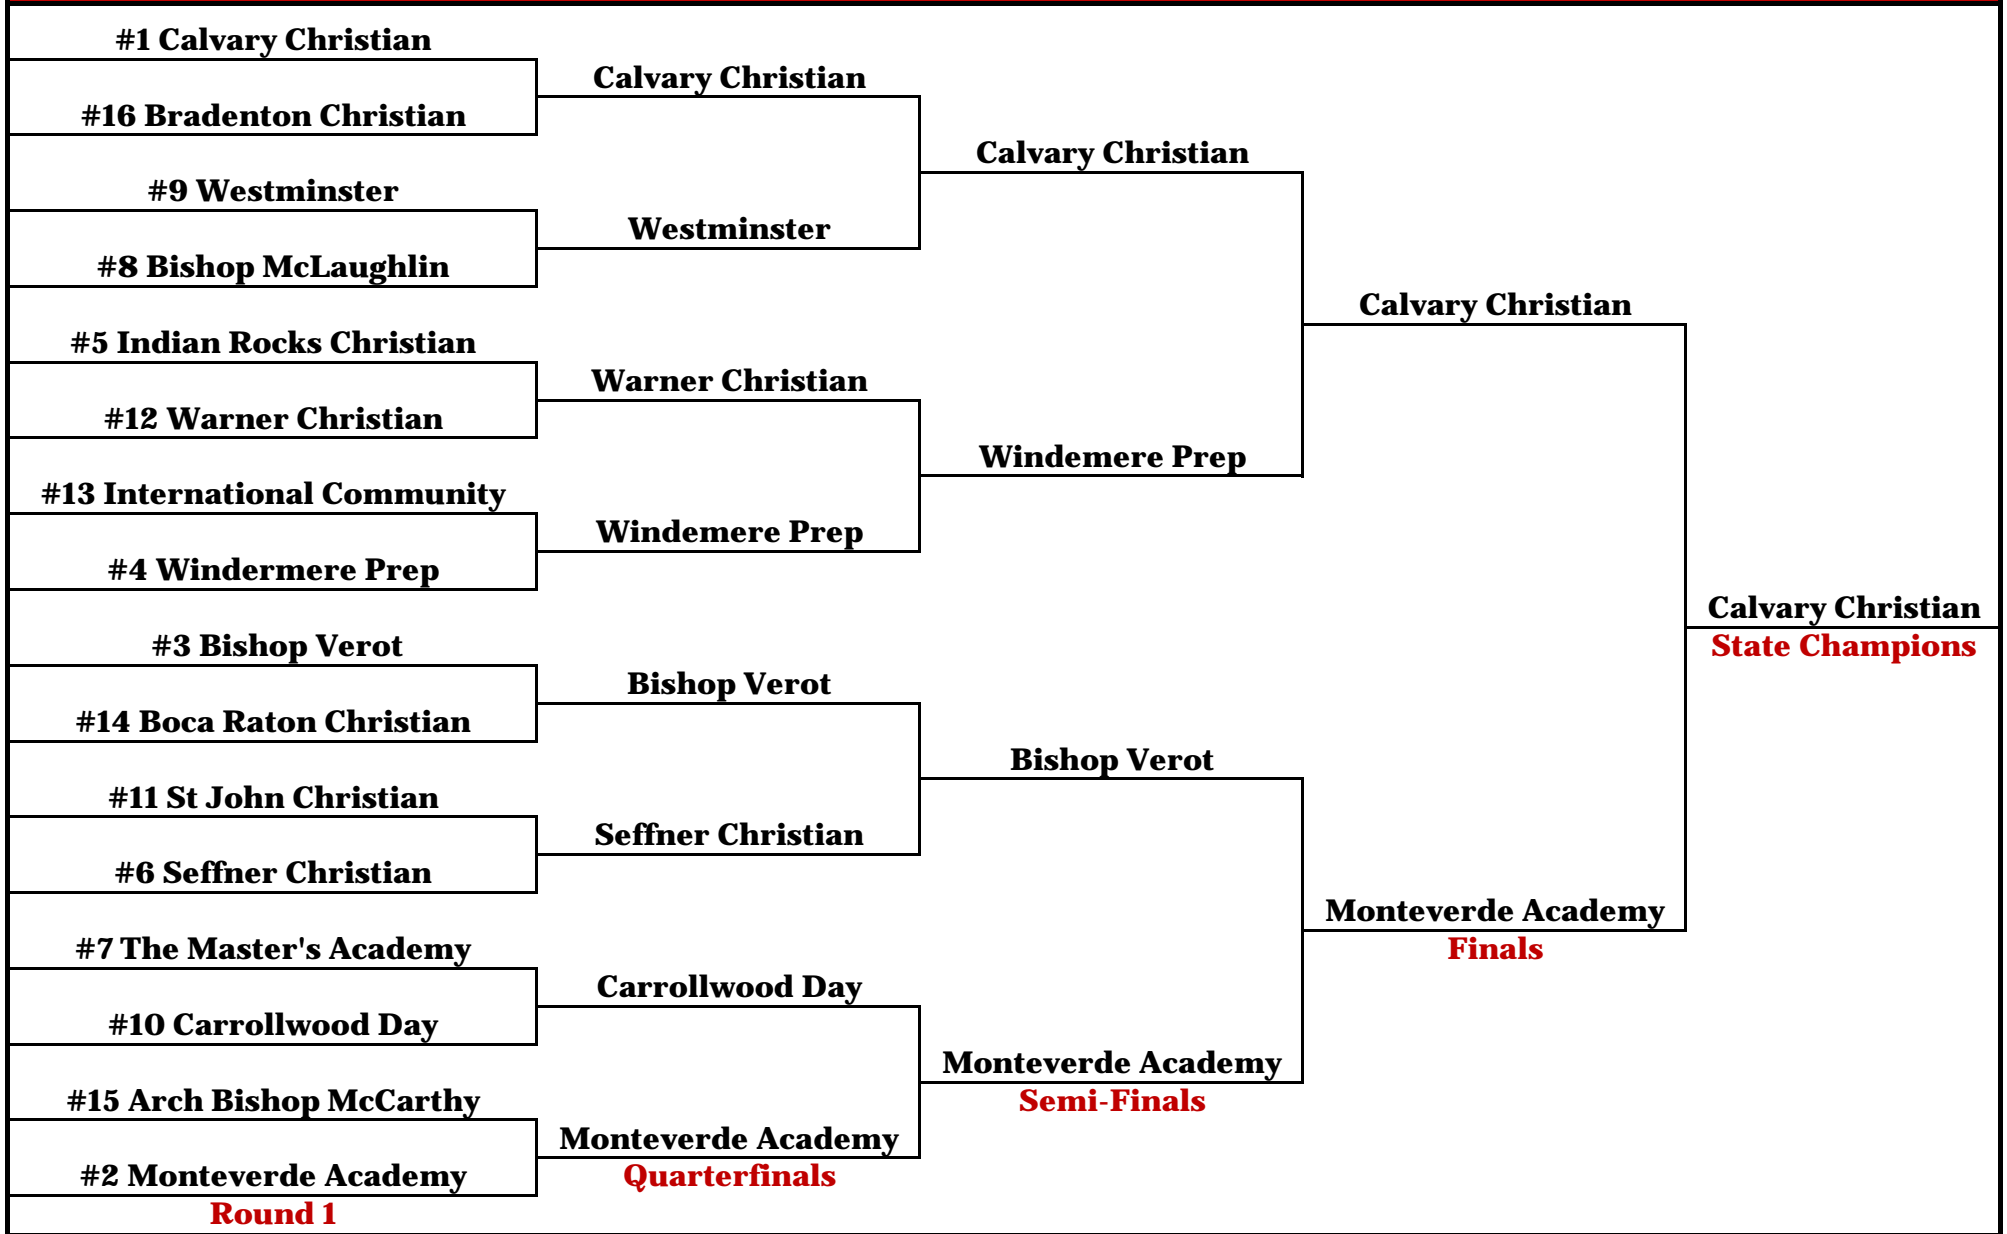 #1 Calvary Christian
#16 Bradenton Christian
#9 Westminster
#8 Bishop McLaughlin
#5 Indian Rocks Christian
#12 Warner Christian
#13 International Community
#4 Windermere Prep
#3 Bishop Verot
#14 Boca Raton Christian
#11 St John Christian
#6 Seffner Christian
#7 The Master's Academy
#10 Carrollwood Day
#15 Arch Bishop McCarthy
#2 Monteverde Academy
Round 1
Calvary Christian
Westminster
Warner Christian
Windemere Prep
Bishop Verot
Seffner Christian
Carrollwood Day
Monteverde Academy
Quarterfinals
Calvary Christian
Windemere Prep
Bishop Verot
Monteverde Academy
Semi-Finals
Calvary Christian
Monteverde Academy
Finals
Calvary Christian
State Champions